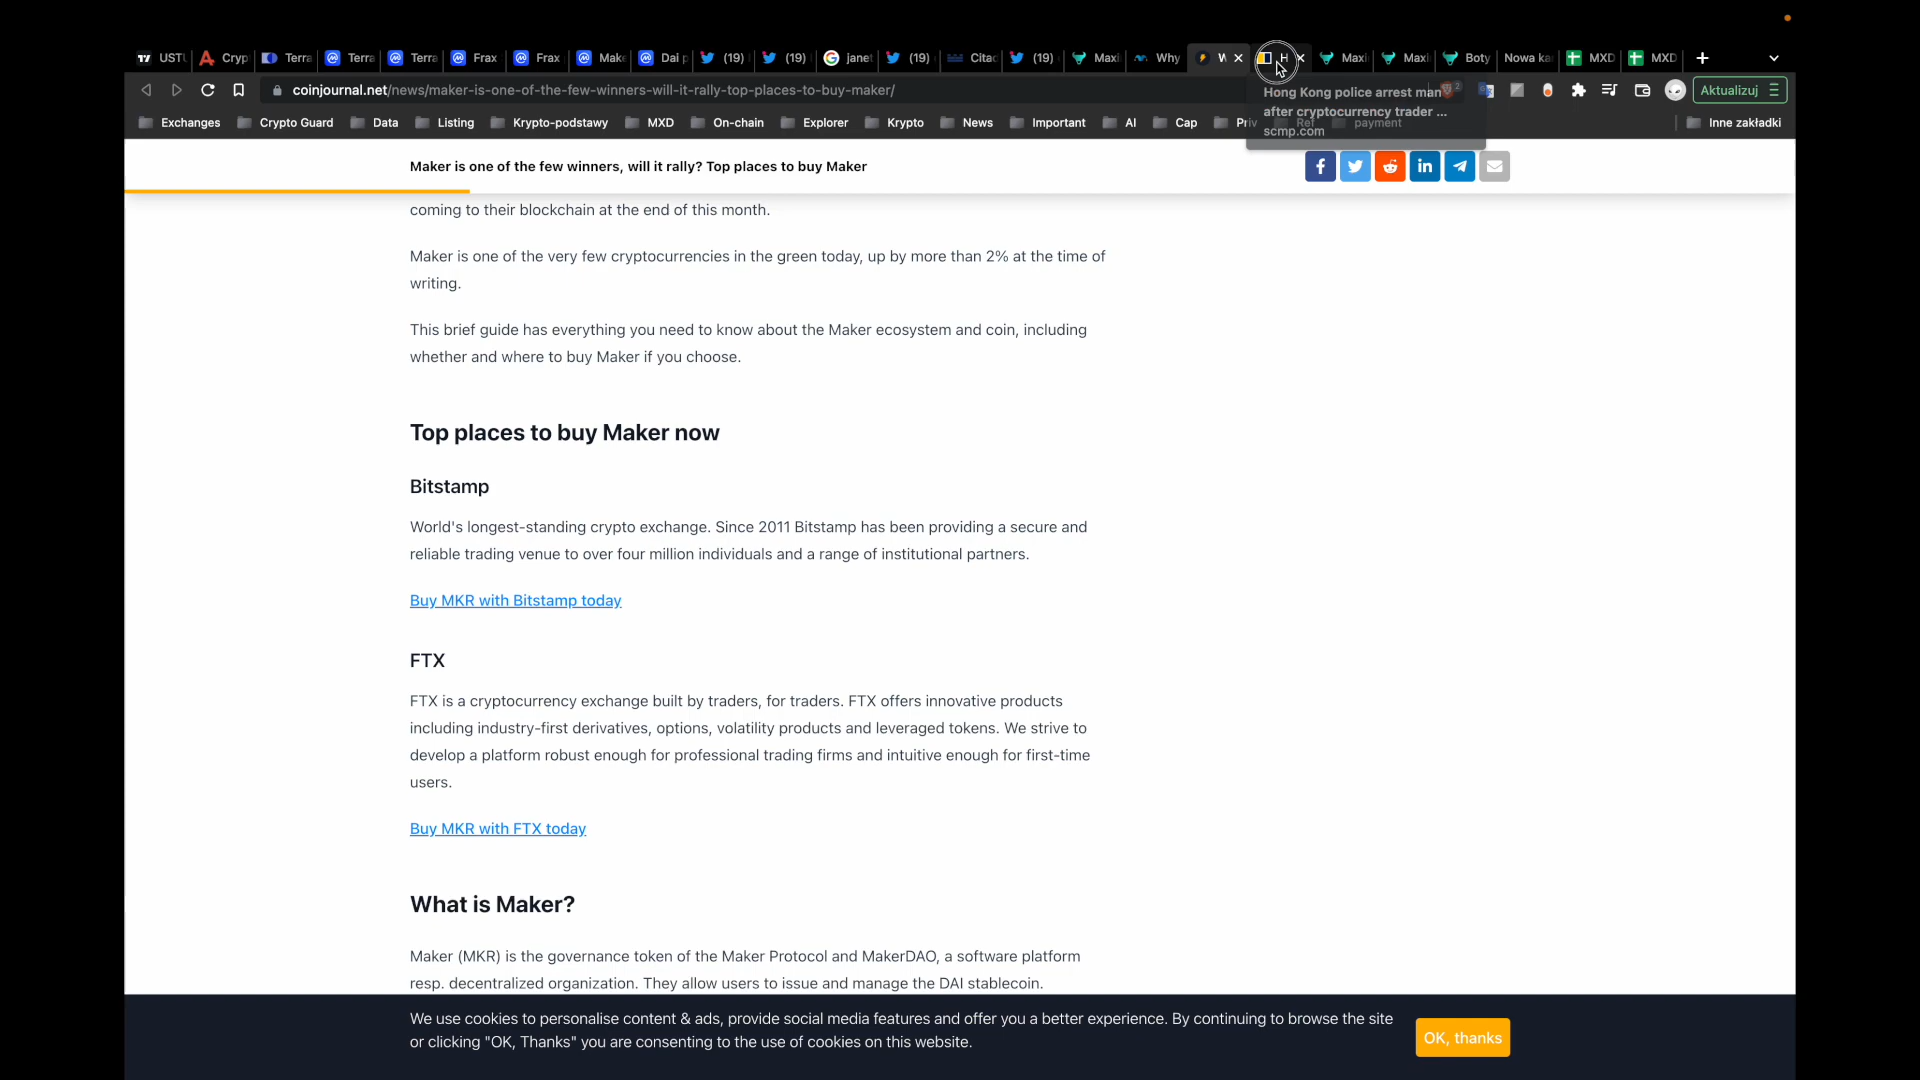 UST
Cryp
Terra
Terra
Terra
Frax
Frax
Make
Dai p
(19)
(19)
janet
(19)
Citac
(19)
Maxi
Why
W
H
Maxi
Maxi
Boty
Nowa ka
MXD
MXD
coinjournal.net/news/maker-is-one-of-the-few-winners-will-it-rally-top-places-to-buy-maker/
2
Aktualizuj
Hong Kong police arrest man
after cryptocurrency trader ...
scmp.com
Exchanges
Crypto Guard
Data
Listing
Krypto-podstawy
MXD
On-chain
Explorer
Krypto
News
Important
AI
Cap
Priv
Ref
payment
Inne zakładki
Maker is one of the few winners, will it rally? Top places to buy Maker
coming to their blockchain at the end of this month.
Maker is one of the very few cryptocurrencies in the green today, up by more than 2% at the time of
writing.
This brief guide has everything you need to know about the Maker ecosystem and coin, including
whether and where to buy Maker if you choose.
Top places to buy Maker now
Bitstamp
World's longest-standing crypto exchange. Since 2011 Bitstamp has been providing a secure and
reliable trading venue to over four million individuals and a range of institutional partners.
Buy MKR with Bitstamp today
FTX
FTX is a cryptocurrency exchange built by traders, for traders. FTX offers innovative products
including industry-first derivatives, options, volatility products and leveraged tokens. We strive to
develop a platform robust enough for professional trading firms and intuitive enough for first-time
users.
Buy MKR with FTX today
What is Maker?
Maker (MKR) is the governance token of the Maker Protocol and MakerDAO, a software platform
resp. decentralized organization. They allow users to issue and manage the DAI stablecoin.
We use cookies to personalise content & ads, provide social media features and offer you a better experience. By continuing to browse the site
or clicking "OK, Thanks" you are consenting to the use of cookies on this website.
OK, thanks